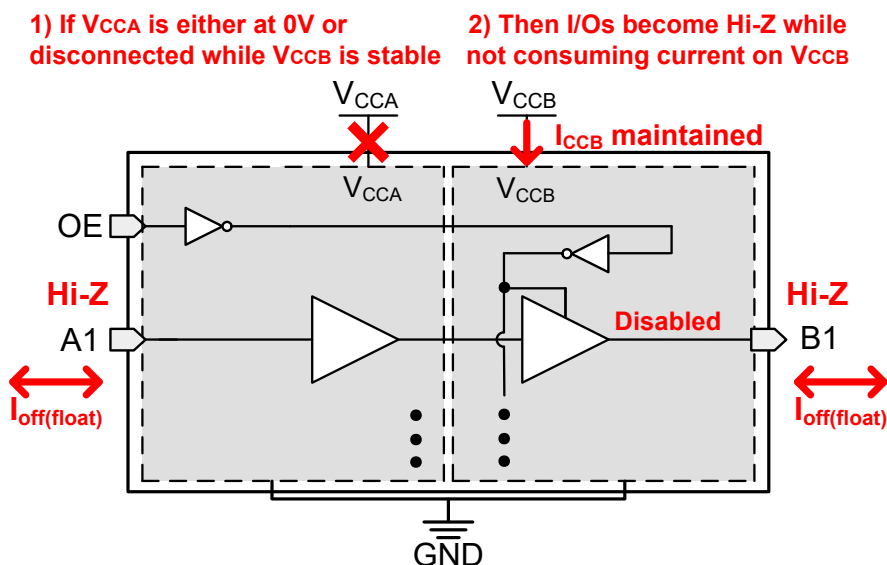 1) If VCCA is either at 0V or
disconnected while VCCB is stable
2) Then I/Os become Hi-Z while
not consuming current on VCCB
VCCA
VCCB
ICCB maintained
VCCA
VCCB
OE
Hi-Z
Hi-Z
Disabled
A1
B1
Ioff(float)
Ioff(float)
GND